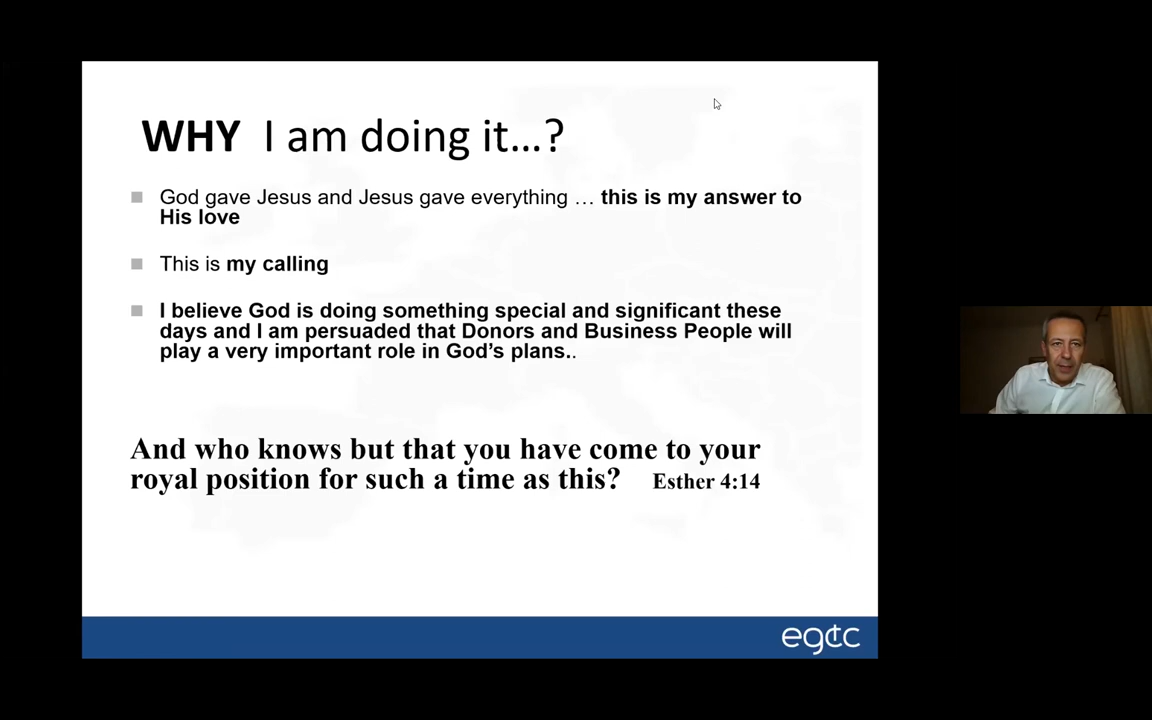 WHY I am doing it...?
God gave Jesus and Jesus gave everything … this is my answer to
His love
This is my calling
I believe God is doing something special and significant these
days and I am persuaded that Donors and Business People will
play a very important role in God’s plans..
And who knows but that you have come to your
royal position for such a time as this? Esther 4:14
egtc